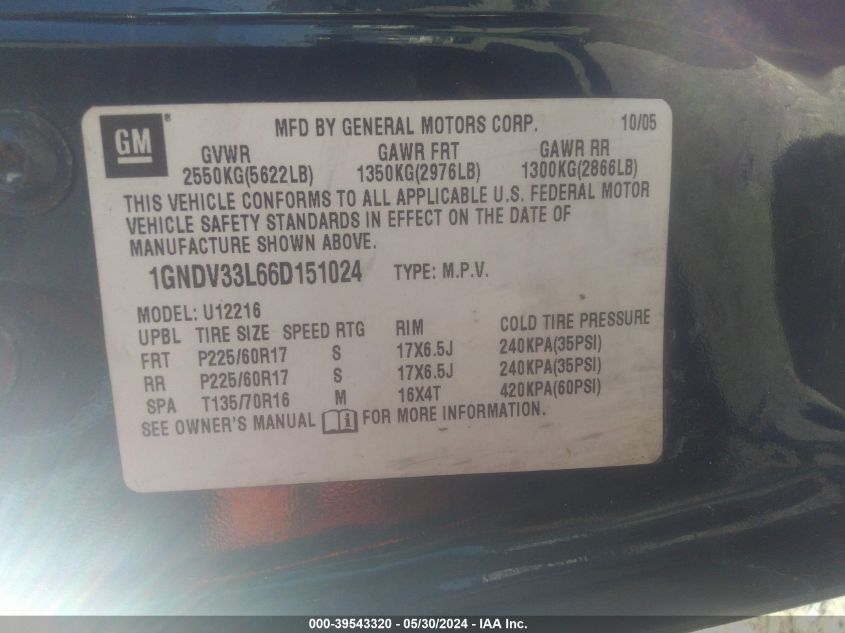 GM ®
MFD BY GENERAL MOTORS CORP. 10/05
GVWR GAWR FRT GAWR RR
2550KG(5622LB) 1350KG(2976LB) 1300KG(2866LB)
THIS VEHICLE CONFORMS TO ALL APPLICABLE U.S. FEDERAL MOTOR
VEHICLE SAFETY STANDARDS IN EFFECT ON THE DATE OF
MANUFACTURE SHOWN ABOVE.
1GNDV33L66D151024 TYPE: M.P.V.
MODEL: U12216
UPBL TIRE SIZE SPEED RTG RIM COLD TIRE PRESSURE
FRT P225/60R17 S 17X6.5J 240KPA(35PSI)
RR P225/60R17 S 17X6.5J 240KPA(35PSI)
SPA T135/70R16 M 16X4T 420KPA(60PSI)
SEE OWNER'S MANUAL i FOR MORE INFORMATION.
000-39543320 / 05/30/2024 - IAA Inc.